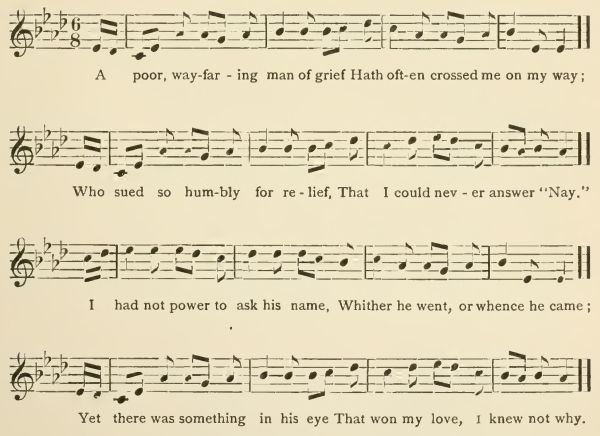 6
8
A poor, way-far - ing man of grief Hath oft-en crossed me on my way ;
Who sued so hum-bly for re - lief, That I could nev - er answer "Nay."
I had not power to ask his name, Whither he went, or whence he came ;
Yet there was something in his eye That won my love, I knew not why.